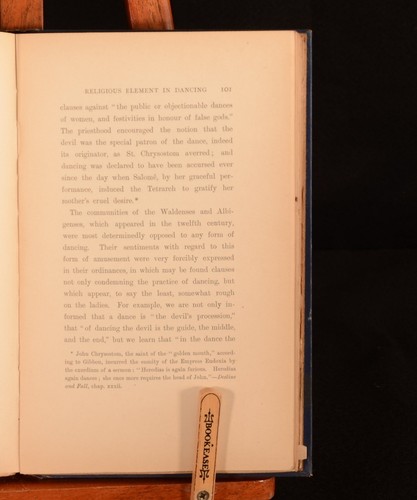 RELIGIOUS ELEMENT IN DANCING 101
clauses against "the public or objectionable dances
of women, and festivities in honour of false gods."
The priesthood encouraged the notion that the
devil was the special patron of the dance, indeed
its originator, as St. Chrysostom averred; and
dancing was declared to have been accursed ever
since the day when Salomé, by her graceful per-
formance, induced the Tetrarch to gratify her
mother's cruel desire.*
The communities of the Waldenses and Albi-
genses, which appeared in the twelfth century,
were most determinedly opposed to any form of
dancing. Their sentiments with regard to this
form of amusement were very forcibly expressed
in their ordinances, in which may be found clauses
not only condemning the practice of dancing, but
which appear, to say the least, somewhat rough
on the ladies. For example, we are not only in-
formed that a dance is "the devil's procession,"
that "of dancing the devil is the guide, the middle,
and the end," but we learn that "in the dance the
* John Chrysostom, the saint of the "golden mouth," accord-
ing to Gibbon, incurred the enmity of the Empress Eudoxia by
the exordium of a sermon: "Herodias is again furious. Herodias
again dances; she once more requires the head of John."—Decline
and Fall, chap. xxxii.
BOOKEASE